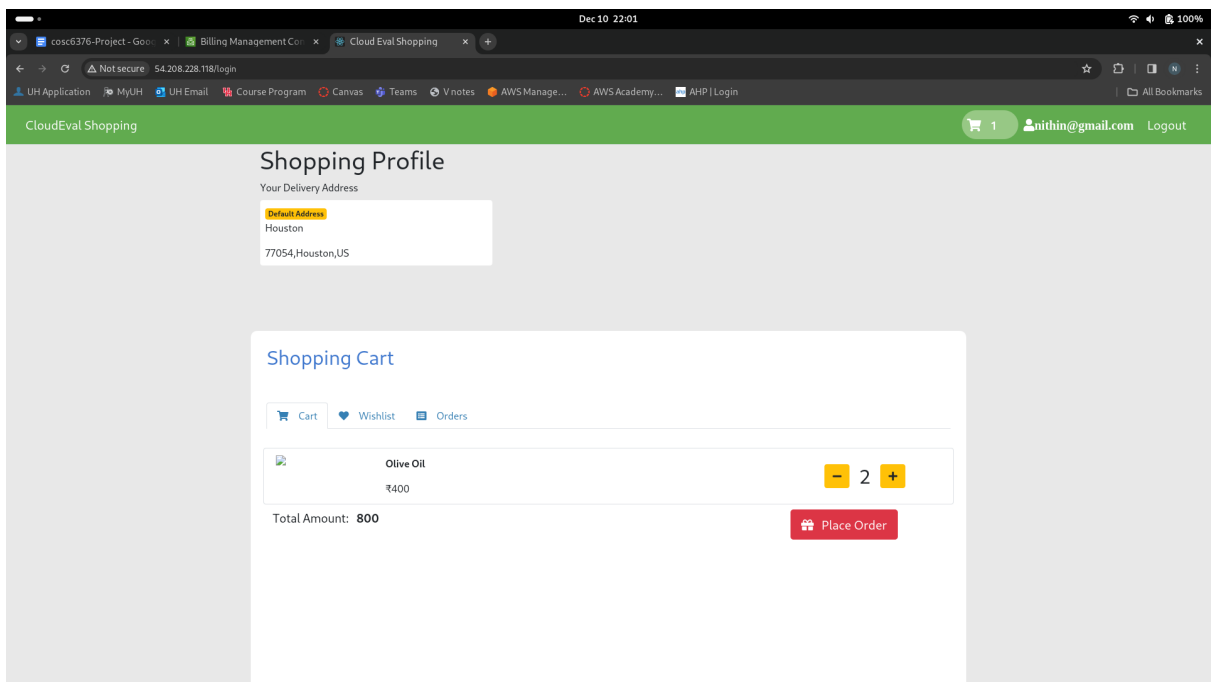 Dec 10 22:01
100%
cosc6376-Project - Goo
Billing Management Con
Cloud Eval Shopping
Not secure 54.208.228.118/login
UH Application MyUH UH Email Course Program Canvas Teams V notes AWS Manage... AWS Academy... AHP | Login All Bookmarks
CloudEval Shopping 1 nithin@gmail.com Logout
Shopping Profile
Your Delivery Address
Default Address
Houston
77054,Houston,US
Shopping Cart
Cart Wishlist Orders
Olive Oil
₹400
− 2 +
Total Amount: 800
Place Order